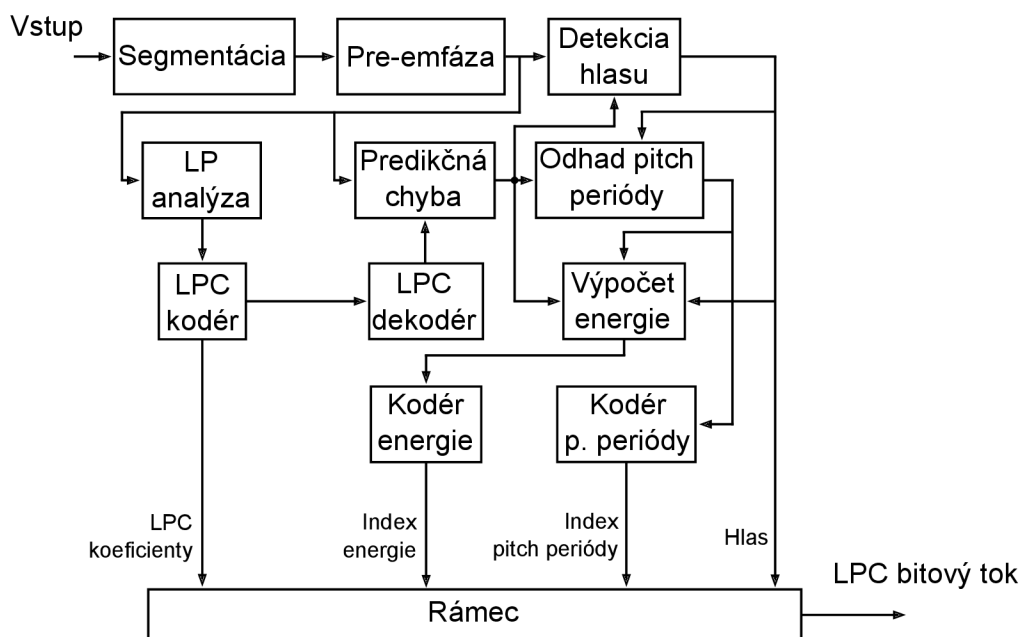 Vstup
Segmentácia
Pre-emfáza
Detekcia
hlasu
LP
analýza
Predikčná
chyba
Odhad pitch
periódy
LPC
kodér
LPC
dekodér
Výpočet
energie
Kodér
energie
Kodér
p. periódy
LPC
koeficienty
Index
energie
Index
pitch periódy
Hlas
LPC bitový tok
Rámec